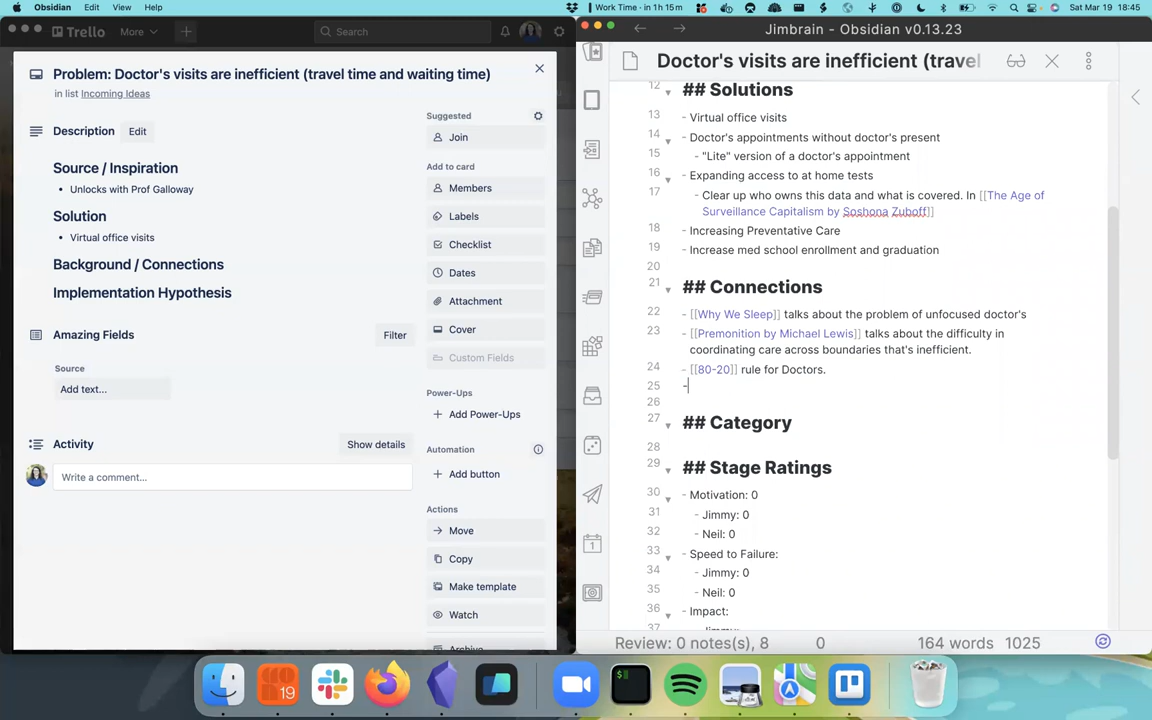 Obsidian File Edit View Help
Work Time · in 1 h 15 m
Sat Mar 19 18:45
Trello More
Search
Jimbrain - Obsidian v0.13.23
Problem: Doctor's visits are inefficient (travel time and waiting time)
in list Incoming Ideas
Description Edit
Source / Inspiration
• Unlocks with Prof Galloway
Solution
• Virtual office visits
Background / Connections
Implementation Hypothesis
Amazing Fields Filter
Source
Add text...
Activity Show details
Write a comment...
Suggested
Join
Add to card
Members
Labels
Checklist
Dates
Attachment
Cover
Custom Fields
Power-Ups
+ Add Power-Ups
Automation
+ Add button
Actions
Move
Copy
Make template
Watch
Archive
Doctor's visits are inefficient (travel
12 ## Solutions
13 - Virtual office visits
14 - Doctor's appointments without doctor's present
15 - "Lite" version of a doctor's appointment
16 - Expanding access to at home tests
17 - Clear up who owns this data and what is covered. In [[The Age of
Surveillance Capitalism by Soshona Zuboff]]
18 - Increasing Preventative Care
19 - Increase med school enrollment and graduation
20
21 ## Connections
22 - [[Why We Sleep]] talks about the problem of unfocused doctor's
23 - [[Premonition by Michael Lewis]] talks about the difficulty in
coordinating care across boundaries that's inefficient.
24 - [[80-20]] rule for Doctors.
25 -
26
27 ## Category
28
29 ## Stage Ratings
30 - Motivation: 0
31 - Jimmy: 0
32 - Neil: 0
33 - Speed to Failure:
34 - Jimmy: 0
35 - Neil: 0
36 - Impact:
37 - Jimmy:
Review: 0 notes(s), 8 0 164 words 1025
1
19